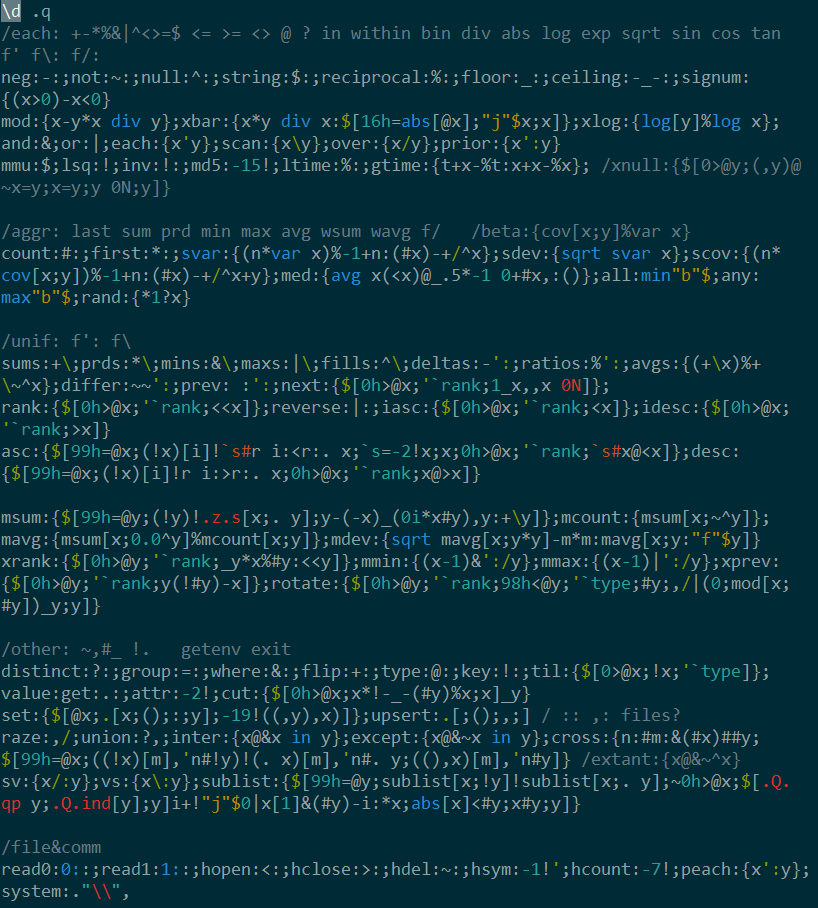 \d .q
/each: +-*%&|^<>=$ <= >= <> @ ? in within bin div abs log exp sqrt sin cos tan
f' f\: f/:
neg:-:;not:~:;null:^:;string:$:;reciprocal:%:;floor:_:;ceiling:-_-:;signum:
{(x>0)-x<0}
mod:{x-y*x div y};xbar:{x*y div x:$[16h=abs[@x];"j"$x;x]};xlog:{log[y]%log x};
and:&;or:|;each:{x'y};scan:{x\y};over:{x/y};prior:{x':y}
mmu:$;lsq:!;inv:!:;md5:-15!;ltime:%:;gtime:{t+x-%t:x+x-%x}; /xnull:{$[0>@y;(,y)@
~x=y;x=y;y 0N;y]}

/aggr: last sum prd min max avg wsum wavg f/   /beta:{cov[x;y]%var x}
count:#:;first:*:;svar:{(n*var x)%-1+n:(#x)-+/^x};sdev:{sqrt svar x};scov:{(n*
cov[x;y])%-1+n:(#x)-+/^x+y};med:{avg x(<x)@_.5*-1 0+#x,:()};all:min"b"$;any:
max"b"$;rand:{*1?x}

/unif: f': f\
sums:+\;prds:*\;mins:&\;maxs:|\;fills:^\;deltas:-':;ratios:%':;avgs:{(+\x)%+
\~^x};differ:~~':;prev: :':;next:{$[0h>@x;'`rank;1_x,,x 0N]};
rank:{$[0h>@x;'`rank;<<x]};reverse:|:;iasc:{$[0h>@x;'`rank;<x]};idesc:{$[0h>@x;
'`rank;>x]}
asc:{$[99h=@x;(!x)[i]!`s#r i:<r:. x;`s=-2!x;x;0h>@x;'`rank;`s#x@<x]};desc:
{$[99h=@x;(!x)[i]!r i:>r:. x;0h>@x;'`rank;x@>x]}

msum:{$[99h=@y;(!y)!.z.s[x;. y];y-(-x)_(0i*x#y),y:+\y]};mcount:{msum[x;~^y]};
mavg:{msum[x;0.0^y]%mcount[x;y]};mdev:{sqrt mavg[x;y*y]-m*m:mavg[x;y:"f"$y]}
xrank:{$[0h>@y;'`rank;_y*x%#y:<<y]};mmin:{(x-1)&':/y};mmax:{(x-1)|':/y};xprev:
{$[0h>@y;'`rank;y(!#y)-x]};rotate:{$[0h>@y;'`rank;98h<@y;'`type;#y;,/|(0;mod[x;
#y])_y;y]}

/other: ~,#_ !.   getenv exit
distinct:?:;group:=:;where:&:;flip:+:;type:@:;key:!:;til:{$[0>@x;!x;'`type]};
value:get:.:;attr:-2!;cut:{$[0h>@x;x*!-_-(#y)%x;x]_y}
set:{$[@x;.[x;();:;y];-19!((,y),x)]};upsert:.[;();,;] / :: ,: files?
raze:,/;union:?,;inter:{x@&x in y};except:{x@&~x in y};cross:{n:#m:&(#x)##y;
$[99h=@x;((!x)[m],'n#!y)!(. x)[m],'n#. y;((),x)[m],'n#y]} /extant:{x@&~^x}
sv:{x/:y};vs:{x\:y};sublist:{$[99h=@y;sublist[x;!y]!sublist[x;. y];~0h>@x;$[.Q.
qp y;.Q.ind[y];y]i+!"j"$0|x[1]&(#y)-i:*x;abs[x]<#y;x#y;y]}

/file&comm
read0:0::;read1:1::;hopen:<:;hclose:>:;hdel:~:;hsym:-1!';hcount:-7!;peach:{x':y};
system:."\\",